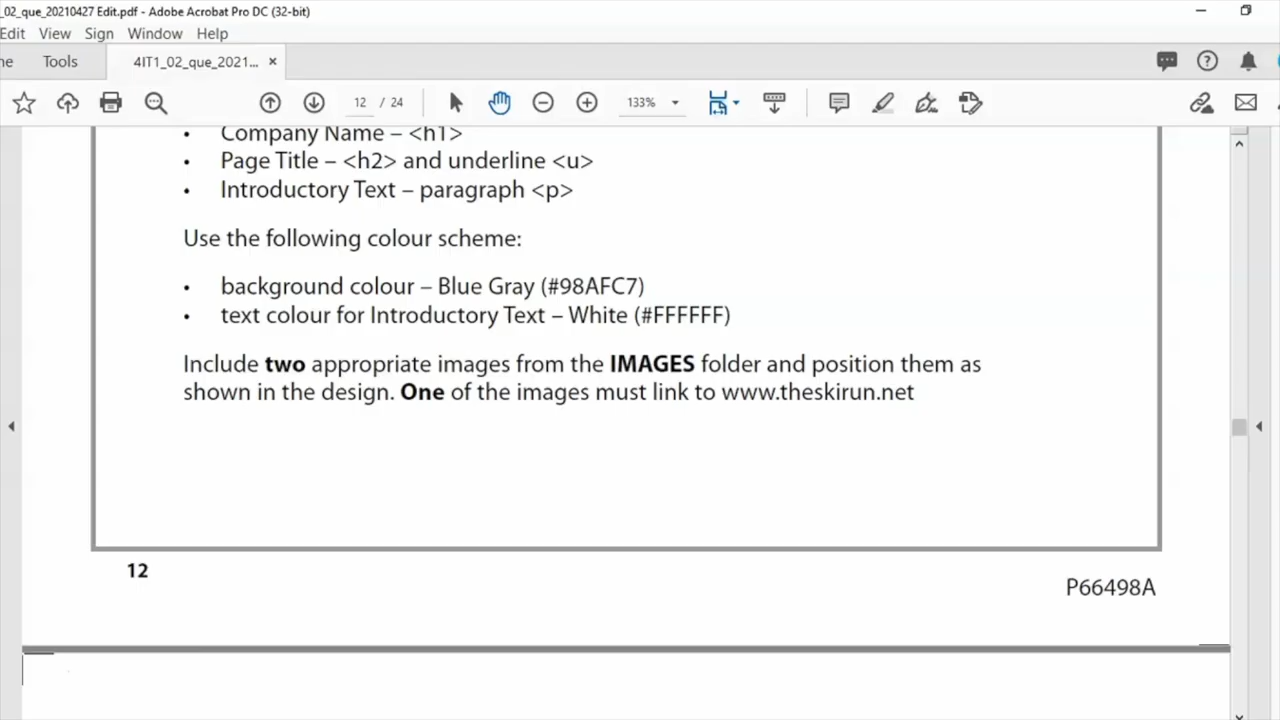 _02_que_20210427 Edit.pdf - Adobe Acrobat Pro DC (32-bit)
Edit View Sign Window Help
Tools 4IT1_02_que_2021... ×
12 / 24 133%
• Company Name – <h1>
• Page Title – <h2> and underline <u>
• Introductory Text – paragraph <p>
Use the following colour scheme:
• background colour – Blue Gray (#98AFC7)
• text colour for Introductory Text – White (#FFFFFF)
Include two appropriate images from the IMAGES folder and position them as
shown in the design. One of the images must link to www.theskirun.net
12
P66498A